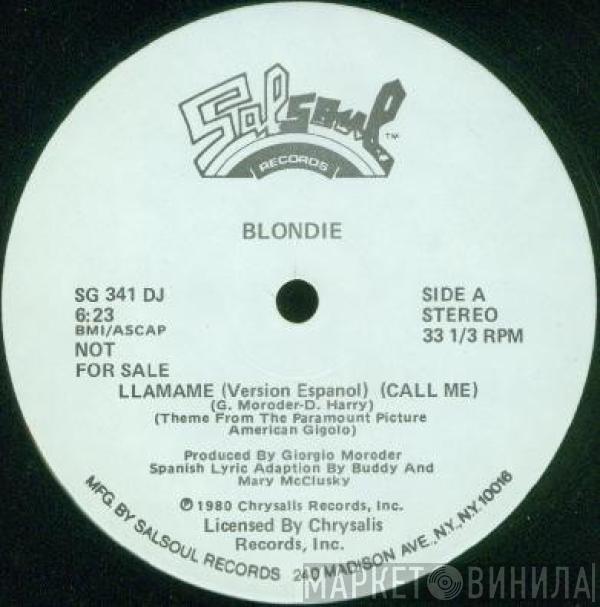 Salsoul TM
RECORDS
BLONDIE
SG 341 DJ
6:23
BMI/ASCAP
NOT
FOR SALE
SIDE A
STEREO
33 1/3 RPM
LLAMAME (Version Espanol) (CALL ME)
(G. Moroder-D. Harry)
(Theme From The Paramount Picture
American Gigolo)
Produced By Giorgio Moroder
Spanish Lyric Adaption By Buddy And
Mary McClusky
℗ 1980 Chrysalis Records, Inc.
Licensed By Chrysalis
Records, Inc.
MFG. BY SALSOUL RECORDS 240 MADISON AVE., NY., NY. 10016
МАРКЕТ ВИНИЛА